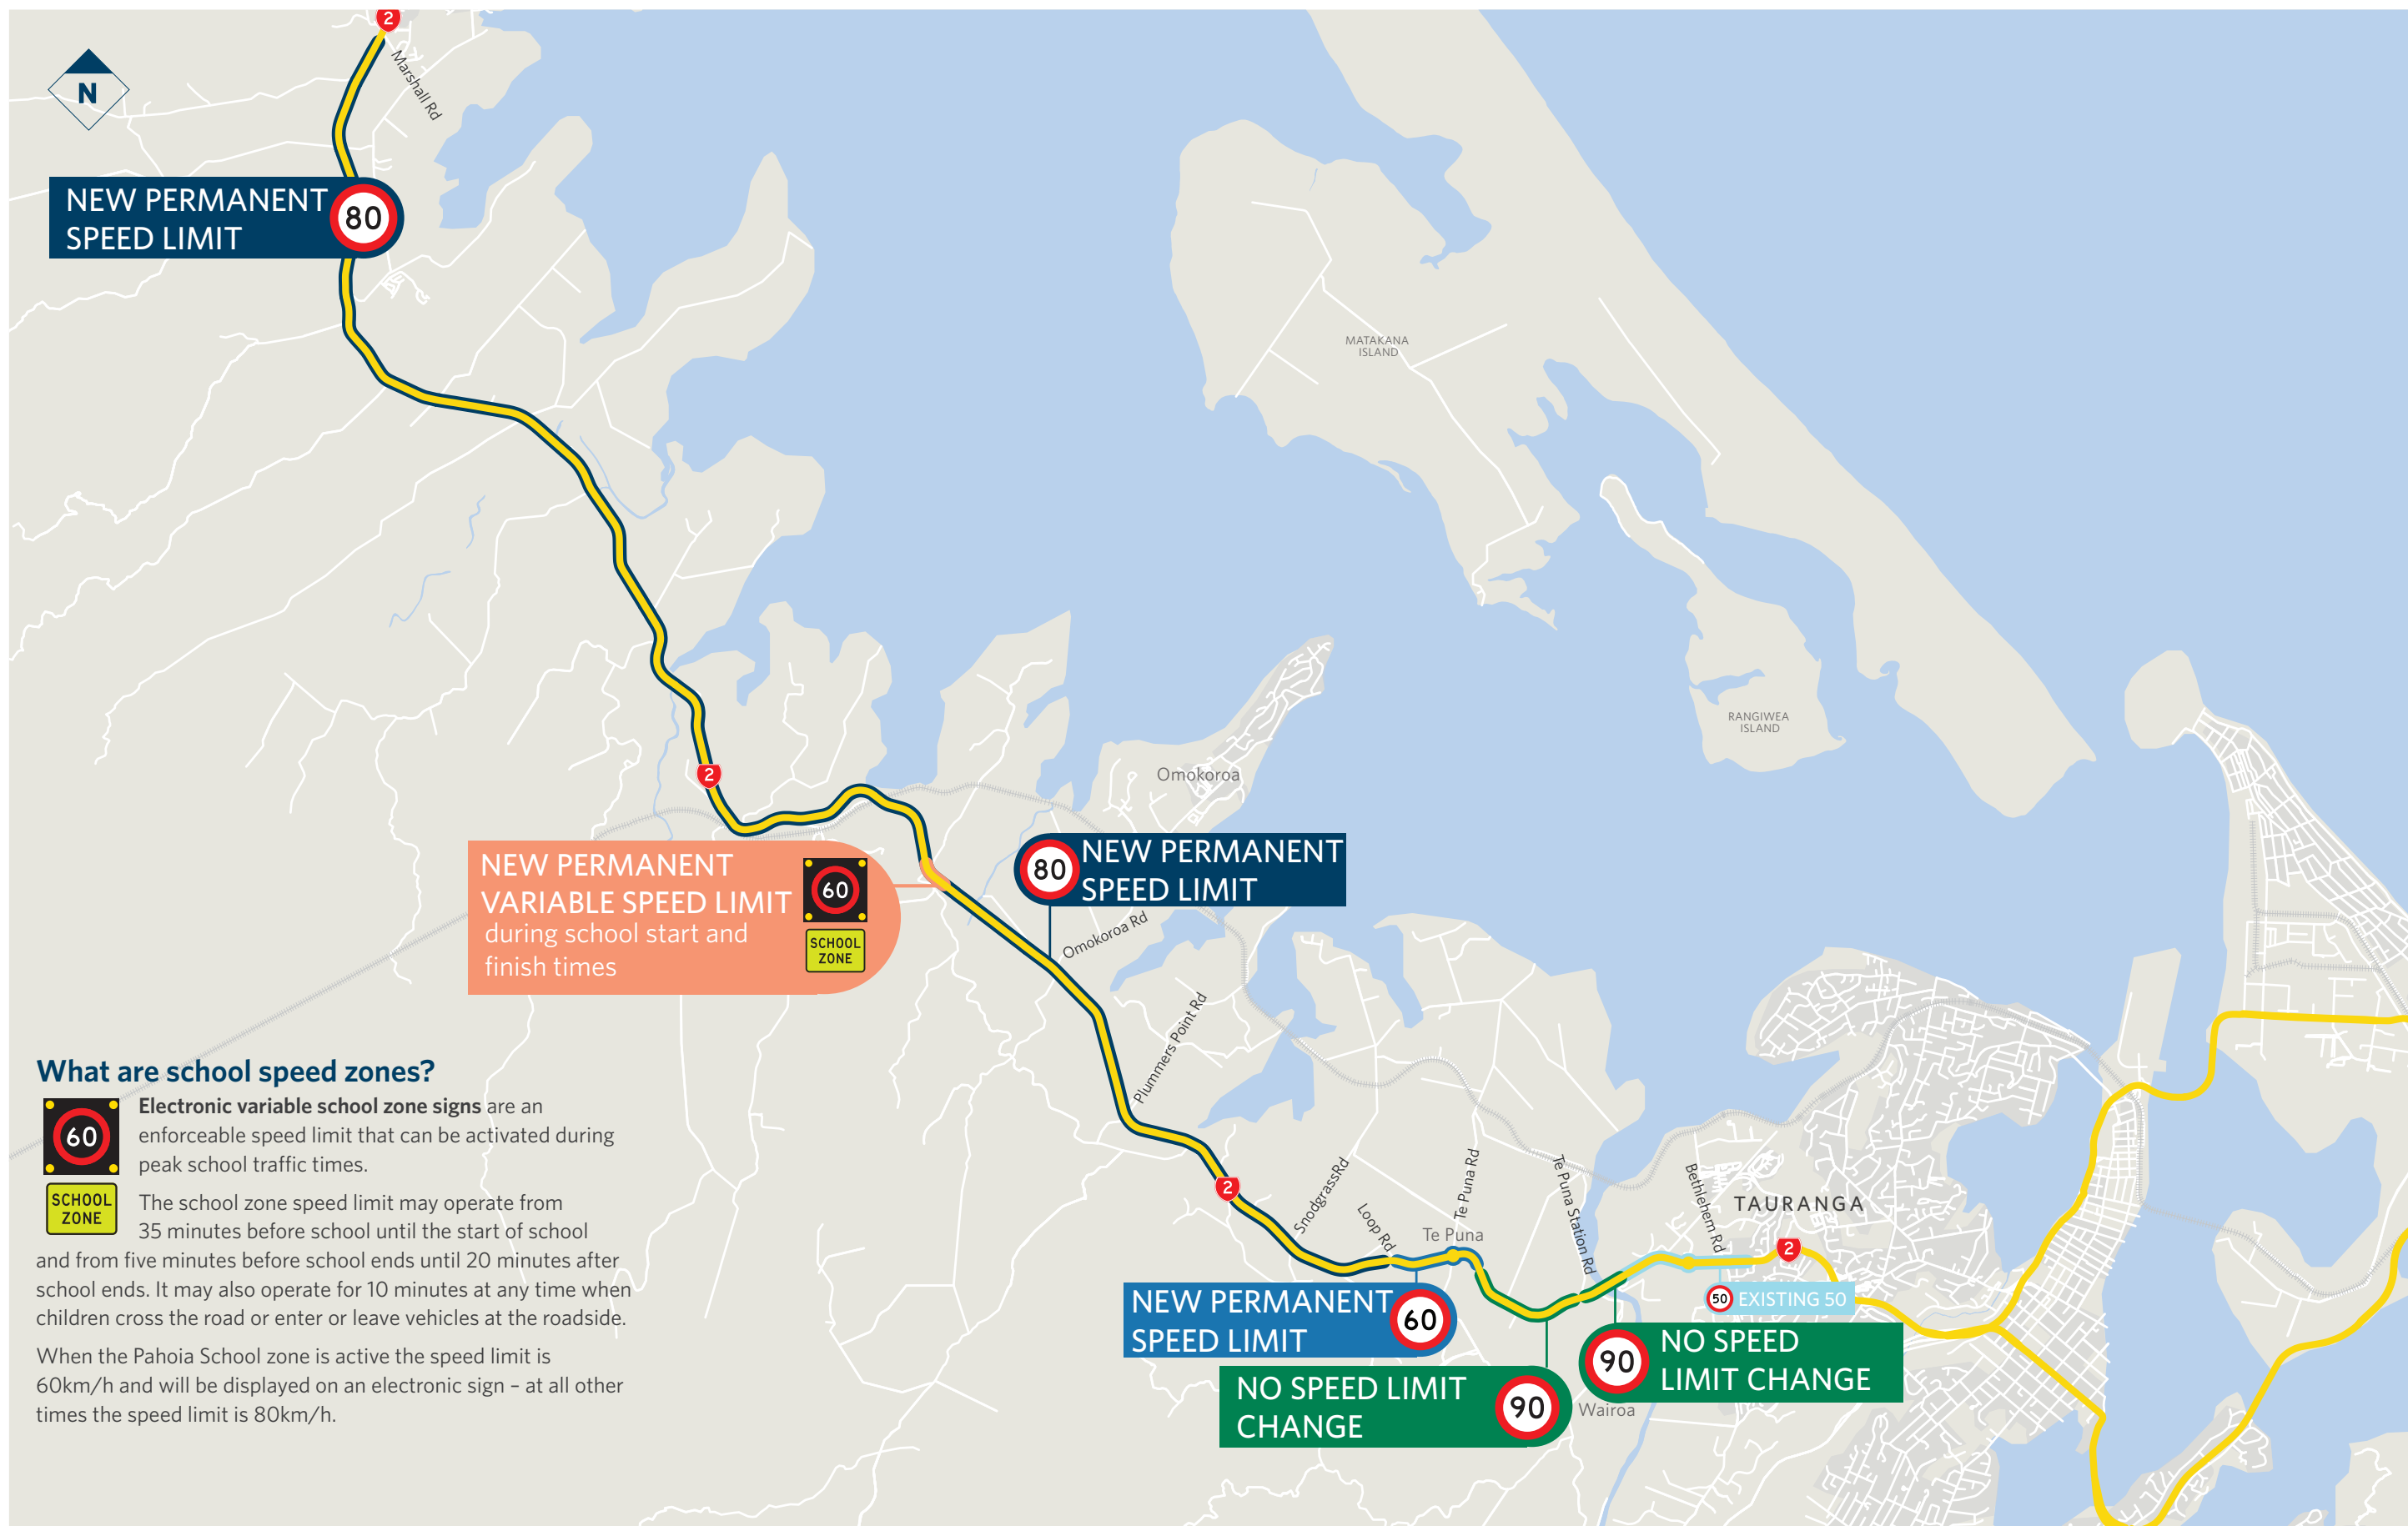 2
Marshall Rd
N
NEW PERMANENT
SPEED LIMIT
80
MATAKANA
ISLAND
RANGIWEA
ISLAND
2
Omokoroa
NEW PERMANENT
VARIABLE SPEED LIMIT
during school start and
finish times
60
SCHOOL
ZONE
80
NEW PERMANENT
SPEED LIMIT
Omokoroa Rd
Plummers Point Rd
What are school speed zones?
60
SCHOOL
ZONE
Electronic variable school zone signs are an
enforceable speed limit that can be activated during
peak school traffic times.
The school zone speed limit may operate from
35 minutes before school until the start of school
and from five minutes before school ends until 20 minutes after
school ends. It may also operate for 10 minutes at any time when
children cross the road or enter or leave vehicles at the roadside.
When the Pahoia School zone is active the speed limit is
60km/h and will be displayed on an electronic sign – at all other
times the speed limit is 80km/h.
2
SnodgrassRd
Loop Rd
Te Puna Rd
Te Puna
Te Puna Station Rd
Bethlehem Rd
TAURANGA
2
50
EXISTING 50
NEW PERMANENT
SPEED LIMIT
60
NO SPEED LIMIT
CHANGE
90
90
NO SPEED
LIMIT CHANGE
Wairoa